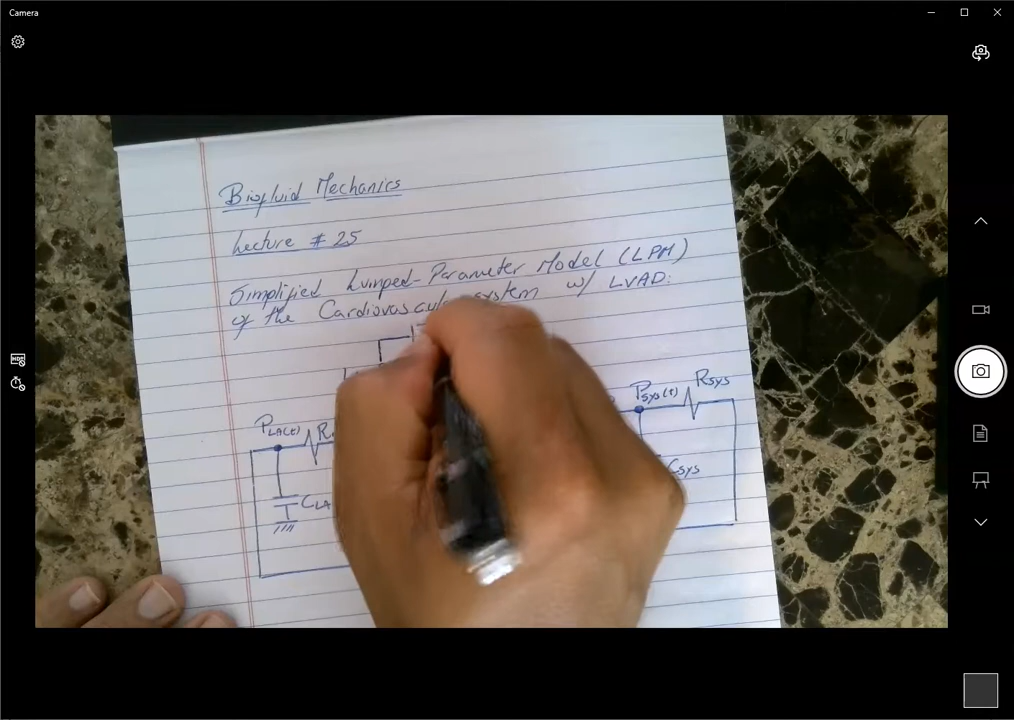 Camera
Biofluid Mechanics
Lecture # 25
Simplified Lumped-Parameter Model (LPM)
of the Cardiovascular system w/ LVAD:
Psys(t) Rsys
PLA(t)
Csys
CLA